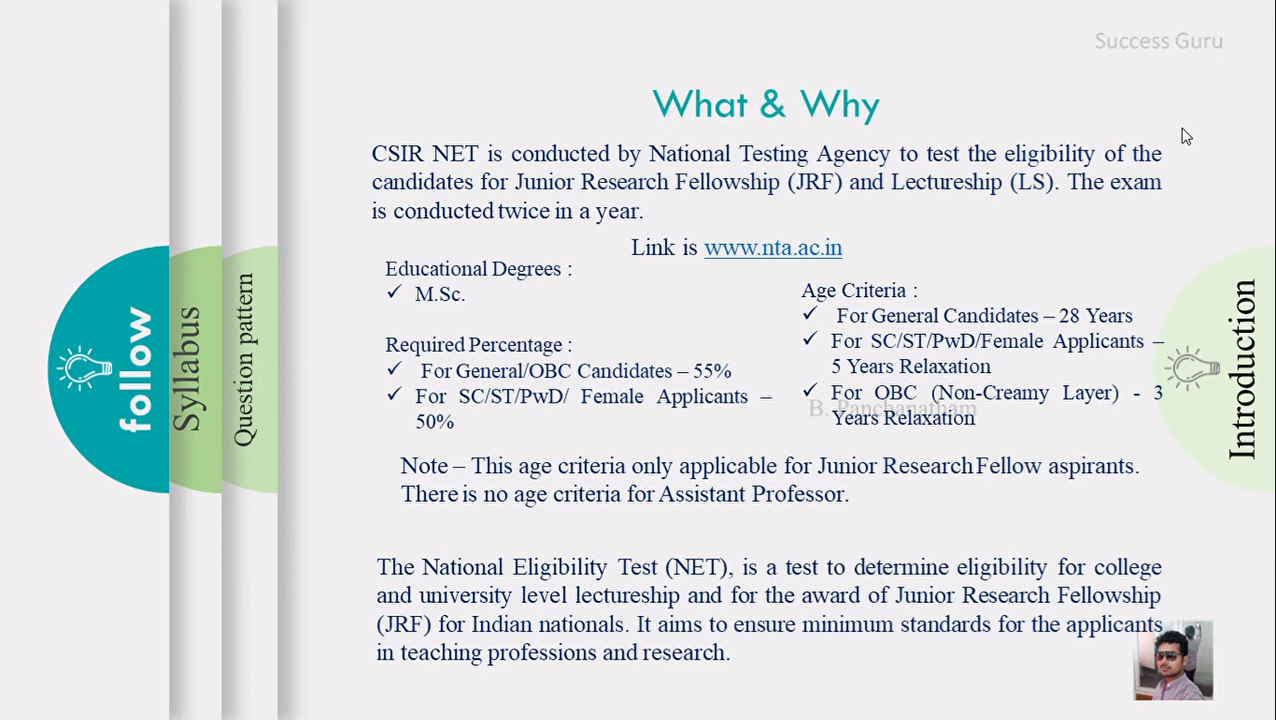 Success Guru
What & Why
CSIR NET is conducted by National Testing Agency to test the eligibility of the
candidates for Junior Research Fellowship (JRF) and Lectureship (LS). The exam
is conducted twice in a year.
Link is www.nta.ac.in
Educational Degrees :
✓ M.Sc.
Required Percentage :
✓ For General/OBC Candidates – 55%
✓ For SC/ST/PwD/ Female Applicants –
50%
Age Criteria :
✓ For General Candidates – 28 Years
✓ For SC/ST/PwD/Female Applicants –
5 Years Relaxation
✓ For OBC (Non-Creamy Layer) - 3
Years Relaxation
B. Panchanatham
Note – This age criteria only applicable for Junior Research Fellow aspirants.
There is no age criteria for Assistant Professor.
The National Eligibility Test (NET), is a test to determine eligibility for college
and university level lectureship and for the award of Junior Research Fellowship
(JRF) for Indian nationals. It aims to ensure minimum standards for the applicants
in teaching professions and research.
follow
Syllabus
Question pattern
Introduction